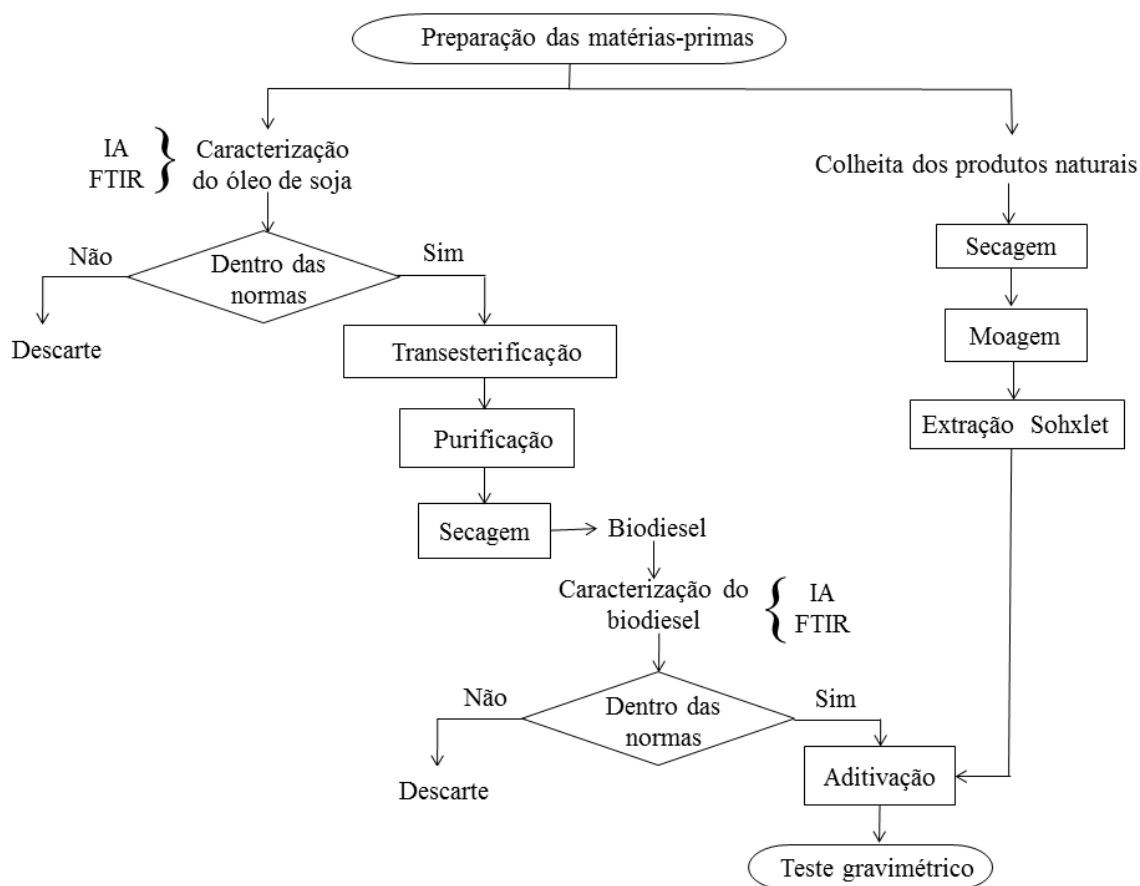 Preparação das matérias-primas
IA
FTIR
}
Caracterização
do óleo de soja
Colheita dos produtos naturais
Não
Dentro das
normas
Sim
Secagem
Descarte
Transesterificação
Moagem
Purificação
Extração Sohxlet
Secagem
Biodiesel
Caracterização do
biodiesel
{
IA
FTIR
Não
Dentro das
normas
Sim
Descarte
Aditivação
Teste gravimétrico